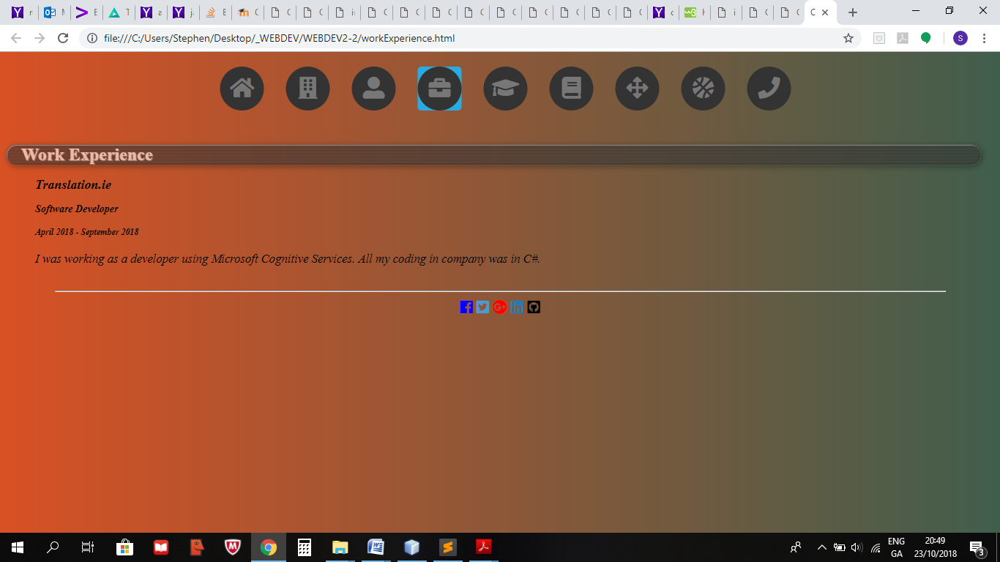 file:///C:/Users/Stephen/Desktop/_WEBDEV/WEBDEV2-2/workExperience.html
S
Work Experience
Translation.ie
Software Developer
April 2018 - September 2018
I was working as a developer using Microsoft Cognitive Services. All my coding in company was in C#.
ENG
GA
20:49
23/10/2018
3